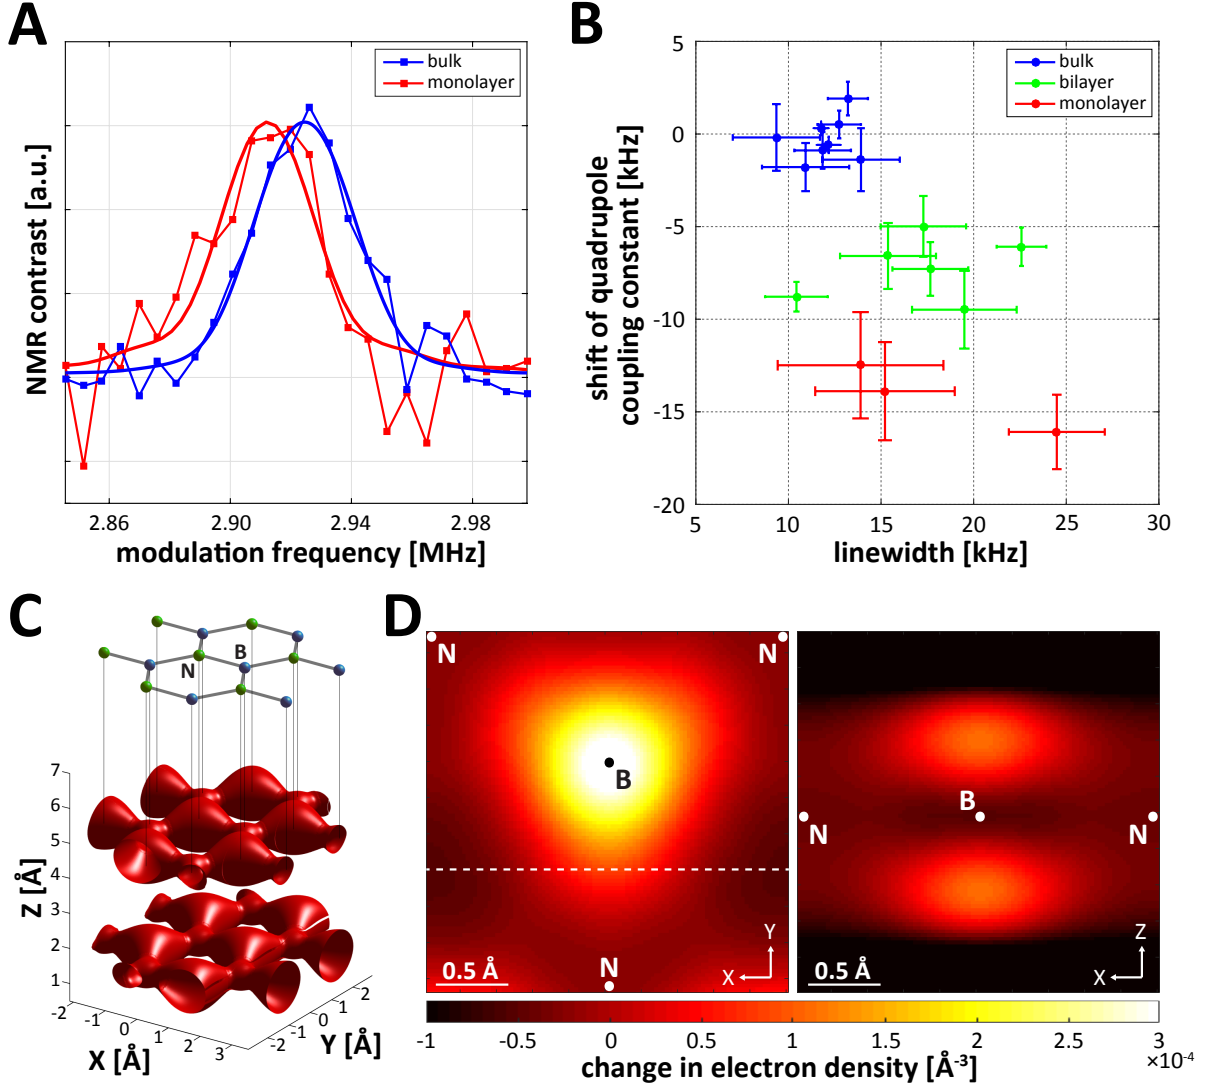 A
bulk
monolayer
NMR contrast [a.u.]
2.86
2.90
2.94
2.98
modulation frequency [MHz]
B
bulk
bilayer
monolayer
shift of quadrupole
coupling constant [kHz]
5
0
-5
-10
-15
-20
5
10
15
20
25
30
linewidth [kHz]
C
N
B
7
6
5
4
3
2
1
Z [Å]
-2
-1
0
1
2
3
X [Å]
-2
-1
0
1
2
Y [Å]
D
N
N
B
N
0.5 Å
Y
X
B
N
N
0.5 Å
Z
X
-1
-0.5
0
0.5
1
2
3
×10⁻⁴
change in electron density [Å⁻³]